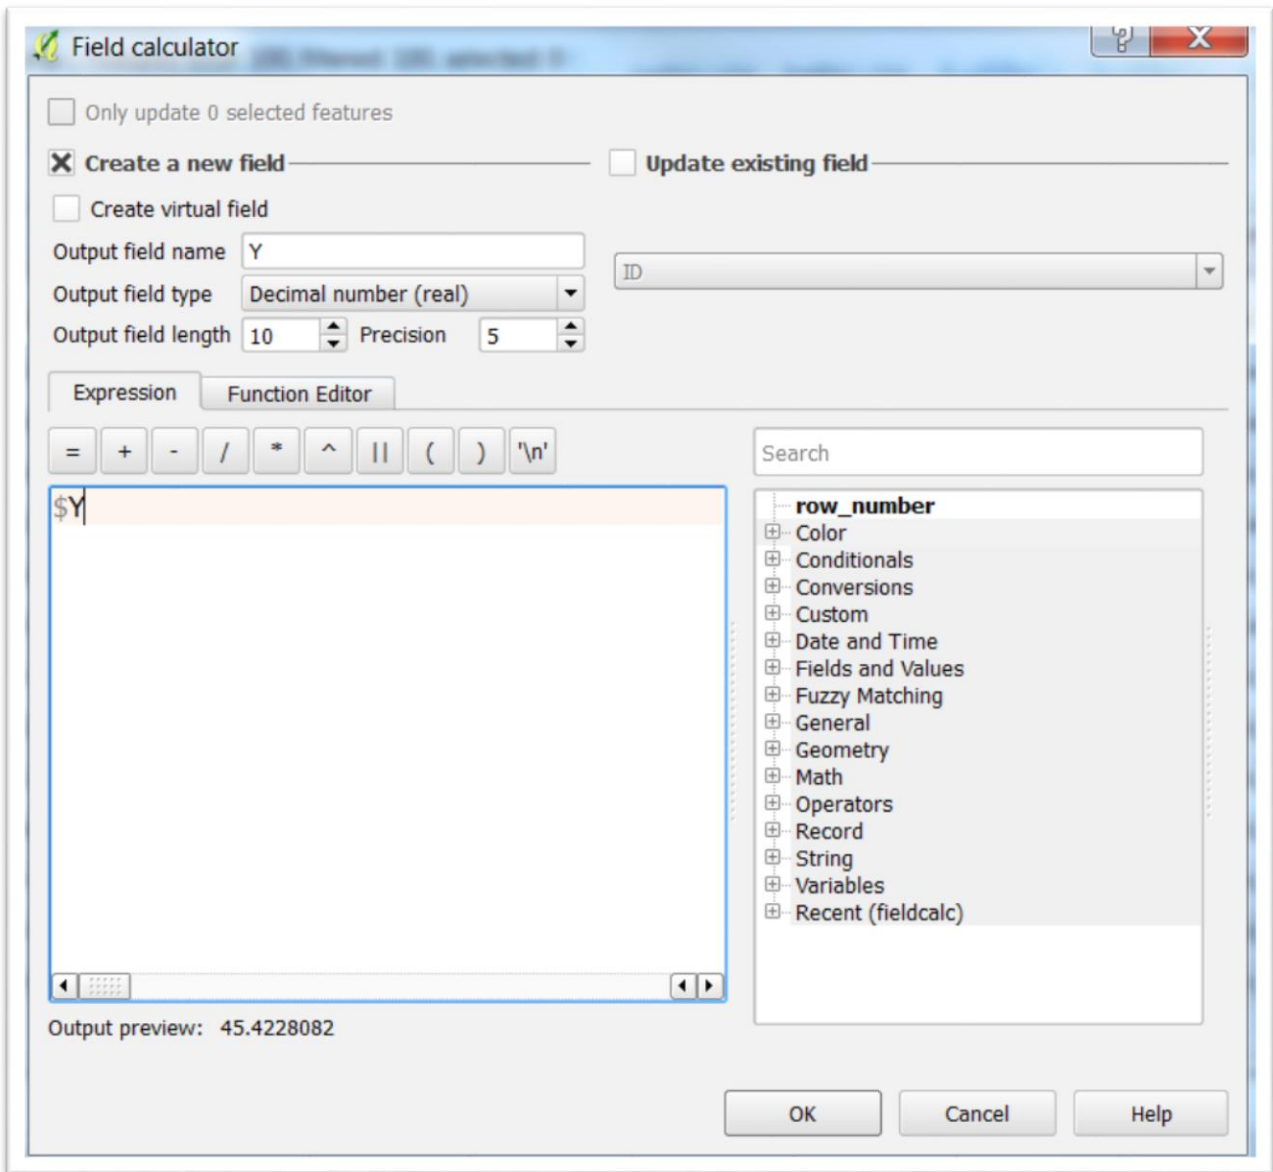 Field calculator
Only update 0 selected features
Create a new field
Update existing field
Create virtual field
Output field name Y
ID
Output field type Decimal number (real)
Output field length 10 Precision 5
Expression Function Editor
= + - / * ^ || ( ) '\n'
Search
$Y
row_number
Color
Conditionals
Conversions
Custom
Date and Time
Fields and Values
Fuzzy Matching
General
Geometry
Math
Operators
Record
String
Variables
Recent (fieldcalc)
Output preview: 45.4228082
OK Cancel Help